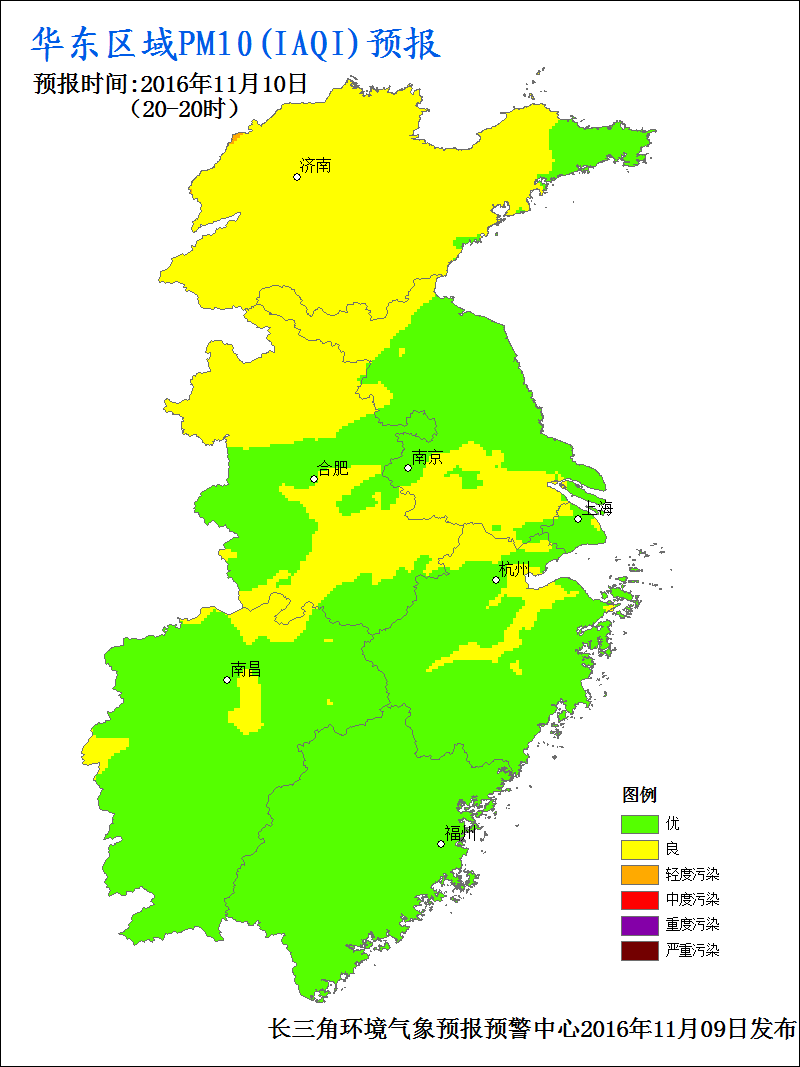 华东区域PM10(IAQI)预报
预报时间:2016年11月10日
（20-20时）
济南
合肥
南京
上海
杭州
南昌
福州
图例
优
良
轻度污染
中度污染
重度污染
严重污染
长三角环境气象预报预警中心2016年11月09日发布